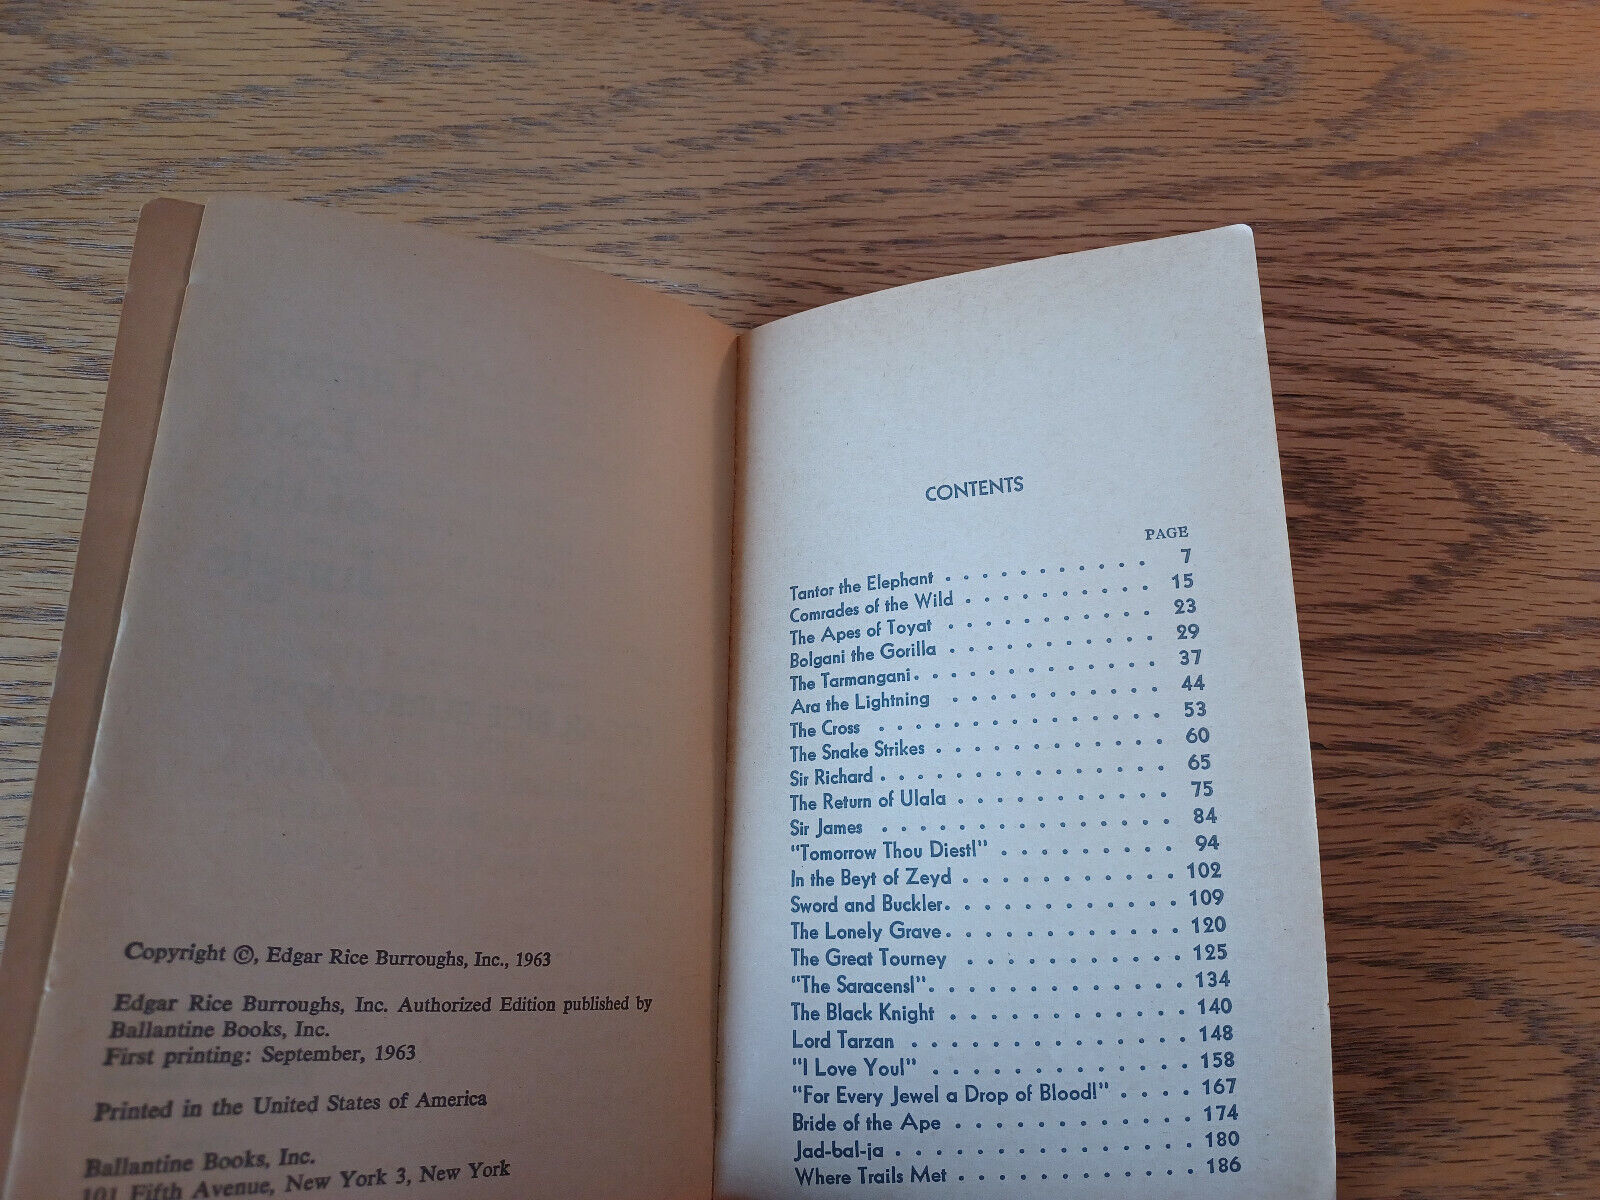 Copyright ©, Edgar Rice Burroughs, Inc., 1963
Edgar Rice Burroughs, Inc. Authorized Edition published by
Ballantine Books, Inc.
First printing: September, 1963
Printed in the United States of America
Ballantine Books, Inc.
101 Fifth Avenue, New York 3, New York
CONTENTS
PAGE
Tantor the Elephant . . . . . . . . . . . 7
Comrades of the Wild . . . . . . . . . . 15
The Apes of Toyat . . . . . . . . . . . 23
Bolgani the Gorilla . . . . . . . . . . . 29
The Tarmangani . . . . . . . . . . . . 37
Ara the Lightning . . . . . . . . . . . 44
The Cross . . . . . . . . . . . . . . . 53
The Snake Strikes . . . . . . . . . . . . 60
Sir Richard . . . . . . . . . . . . . . . 65
The Return of Ulala . . . . . . . . . . . 75
Sir James . . . . . . . . . . . . . . . 84
"Tomorrow Thou Diest!" . . . . . . . . . 94
In the Beyt of Zeyd . . . . . . . . . . . 102
Sword and Buckler . . . . . . . . . . . . 109
The Lonely Grave . . . . . . . . . . . . 120
The Great Tourney . . . . . . . . . . . 125
"The Saracens!" . . . . . . . . . . . . . 134
The Black Knight . . . . . . . . . . . . 140
Lord Tarzan . . . . . . . . . . . . . . 148
"I Love You!" . . . . . . . . . . . . . 158
"For Every Jewel a Drop of Blood!" . . . . 167
Bride of the Ape . . . . . . . . . . . . 174
Jad-bal-ja . . . . . . . . . . . . . . . 180
Where Trails Met . . . . . . . . . . . . 186